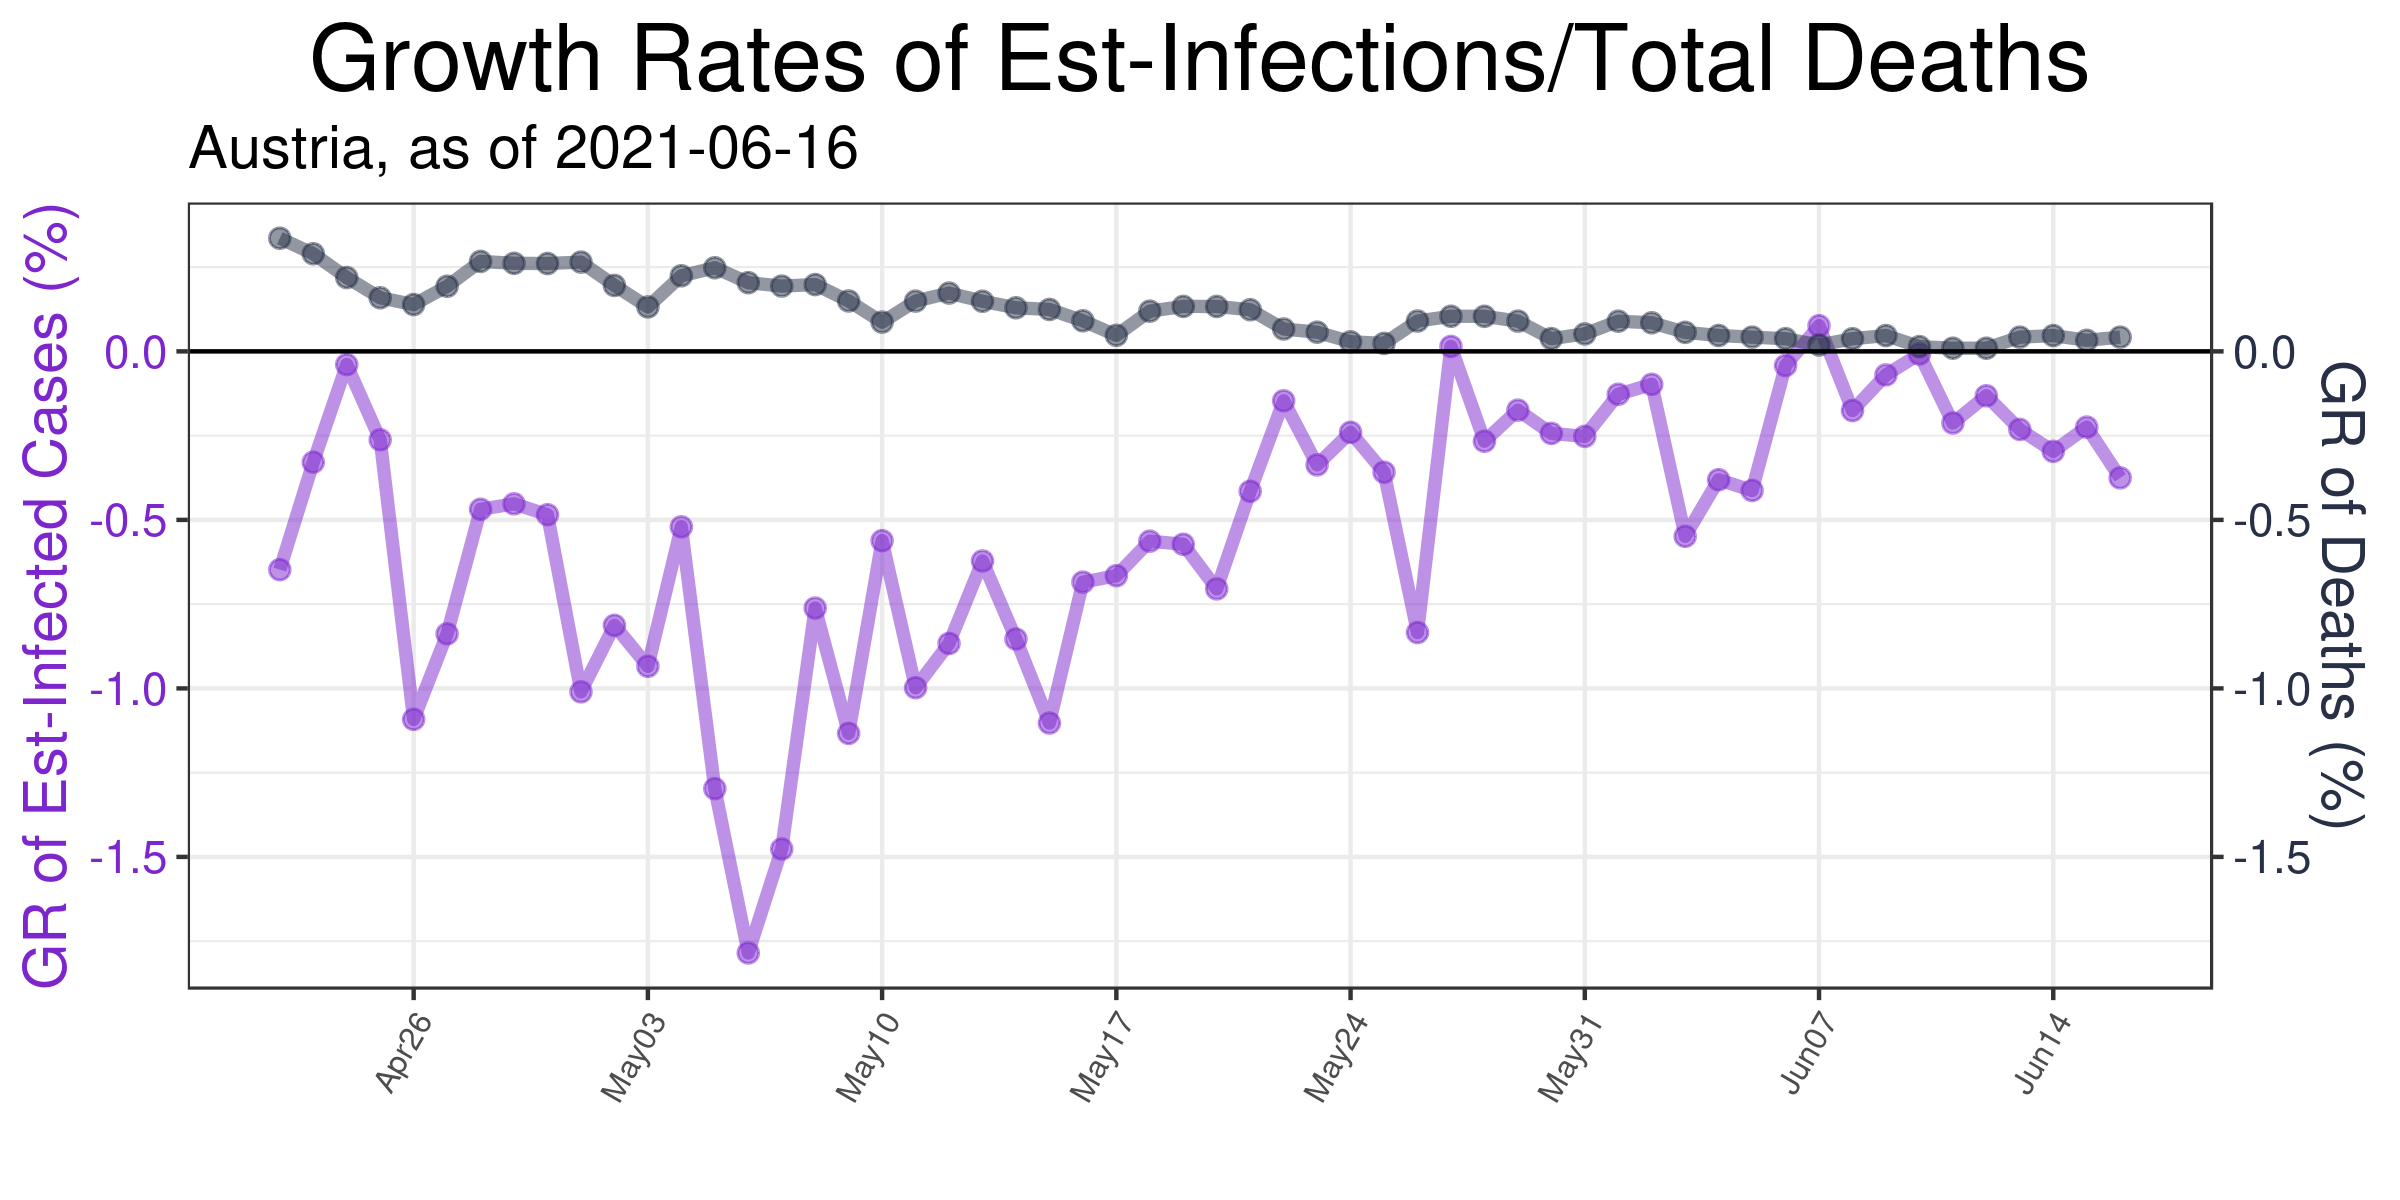 Growth Rates of Est-Infections/Total Deaths
Austria, as of 2021-06-16
GR of Est-Infected Cases (%)
0.0
-0.5
-1.0
-1.5
0.0
-0.5
-1.0
-1.5
GR of Deaths (%)
Apr26
May03
May10
May17
May24
May31
Jun07
Jun14